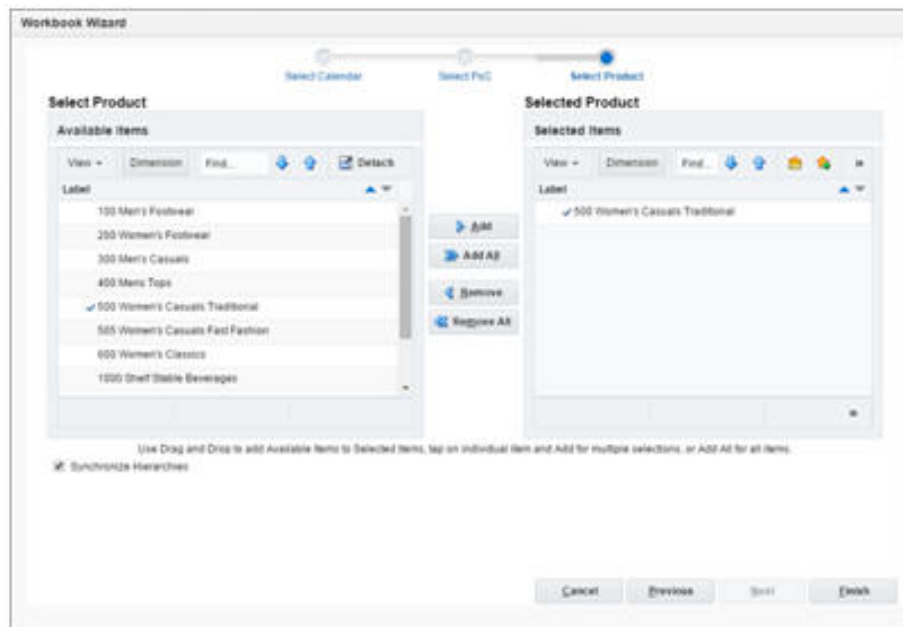 Workbook Wizard
Select Calendar Select PoC Select Product
Select Product
Available Items
View Dimension Find... Detach
Label
100 Men's Footwear
250 Women's Footwear
300 Men's Casuals
400 Mens Tops
500 Women's Casuals Traditional
505 Women's Casuals Fast Fashion
600 Women's Classics
1000 Shelf Stable Beverages
Add
Add All
Remove
Remove All
Selected Product
Selected Items
View Dimension Find... »
Label
500 Women's Casuals Traditional
»
Use Drag and Drop to add Available Items to Selected Items, tap on individual item and Add for multiple selections, or Add All for all items.
Synchronize Hierarchies
Cancel Previous Next Finish